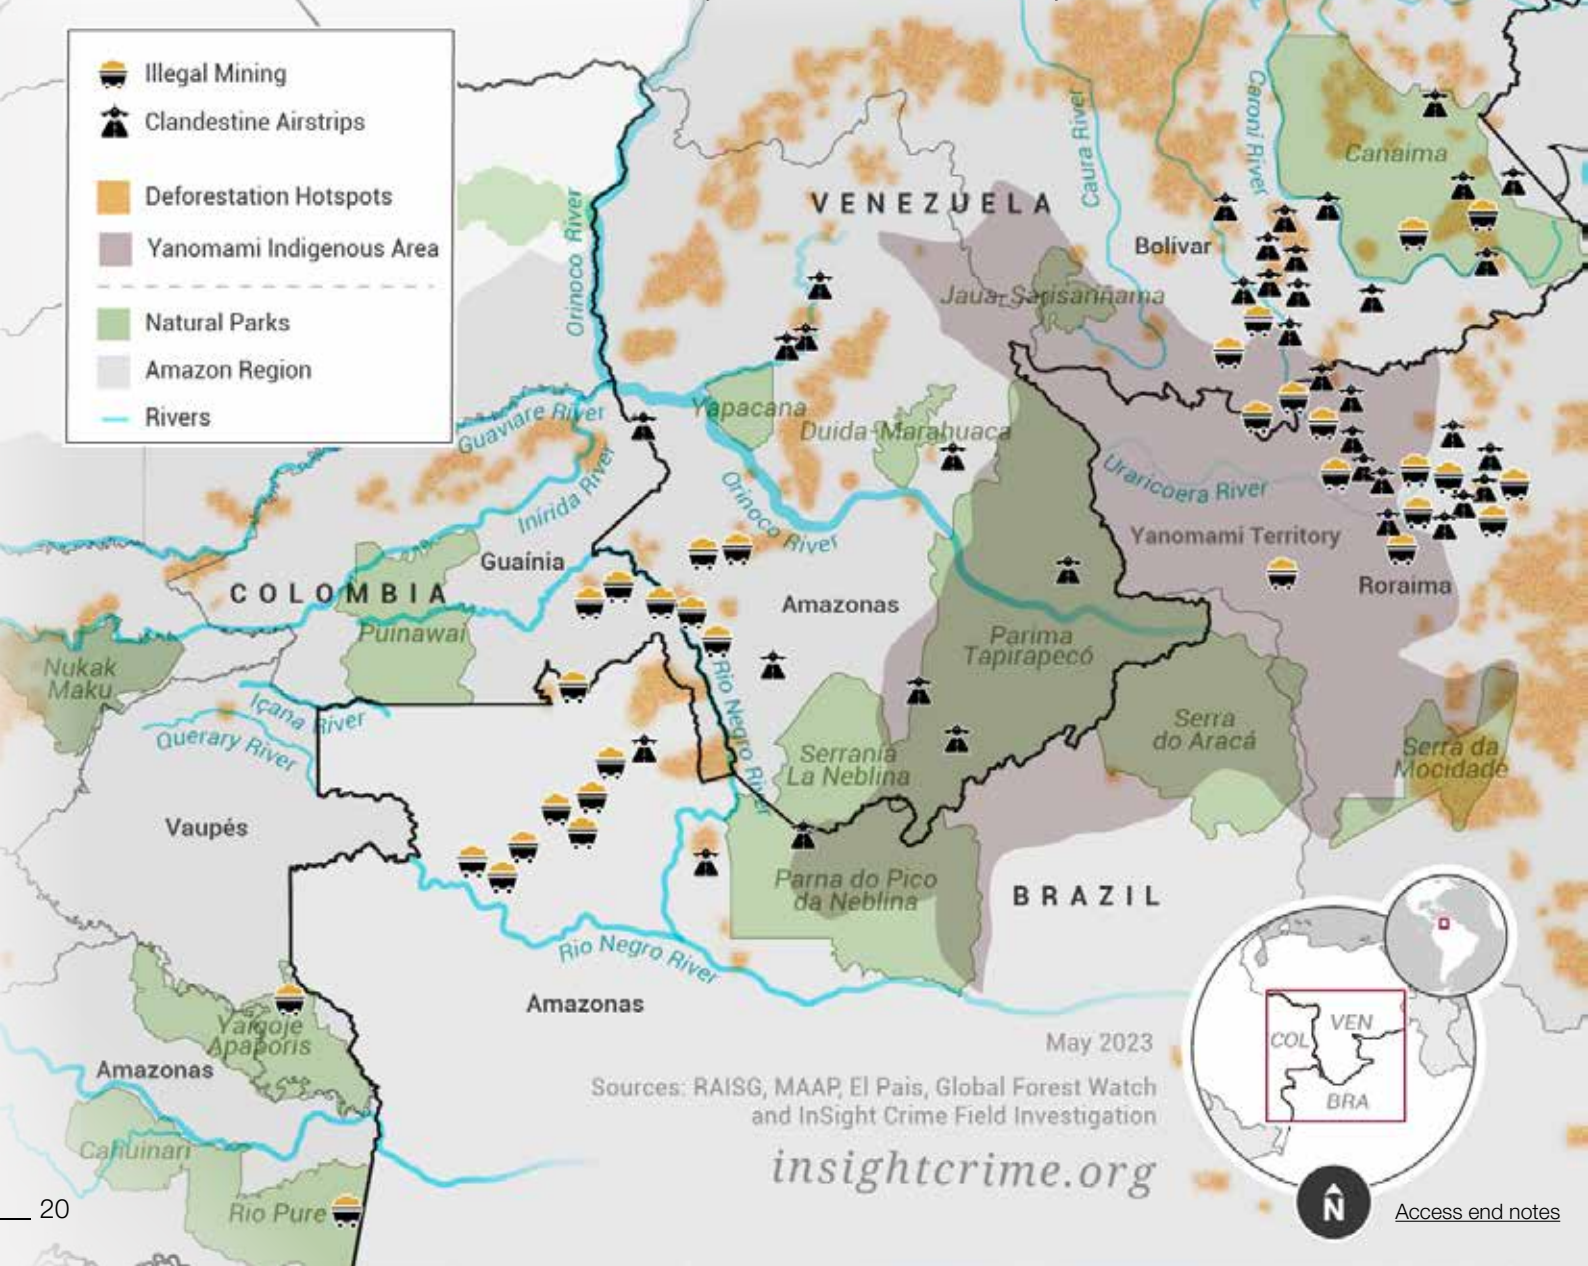 Illegal Mining
Clandestine Airstrips
Deforestation Hotspots
Yanomami Indigenous Area
Natural Parks
Amazon Region
Rivers
Orinoco River
Caura River
Caroni River
Canaima
VENEZUELA
Bolívar
Jaua-Sarisariñama
Guaviare River
Yapacana
Duida-Marahuaca
Inírida River
Orinoco River
Uraricoera River
Yanomami Territory
Roraima
Guainía
COLOMBIA
Amazonas
Puinawai
Nukak
Maku
Parima
Tapirapecó
Içana River
Querary River
Rio Negro River
Serranía
La Neblina
Serra
do Aracá
Serra da
Mocidade
Vaupés
Parna do Pico
da Neblina
BRAZIL
Rio Negro River
Amazonas
Yaigoje
Apaporis
Amazonas
Cahuinari
Rio Pure
May 2023
Sources: RAISG, MAAP, El Pais, Global Forest Watch
and InSight Crime Field Investigation
insightcrime.org
COL
VEN
BRA
N
20
Access end notes